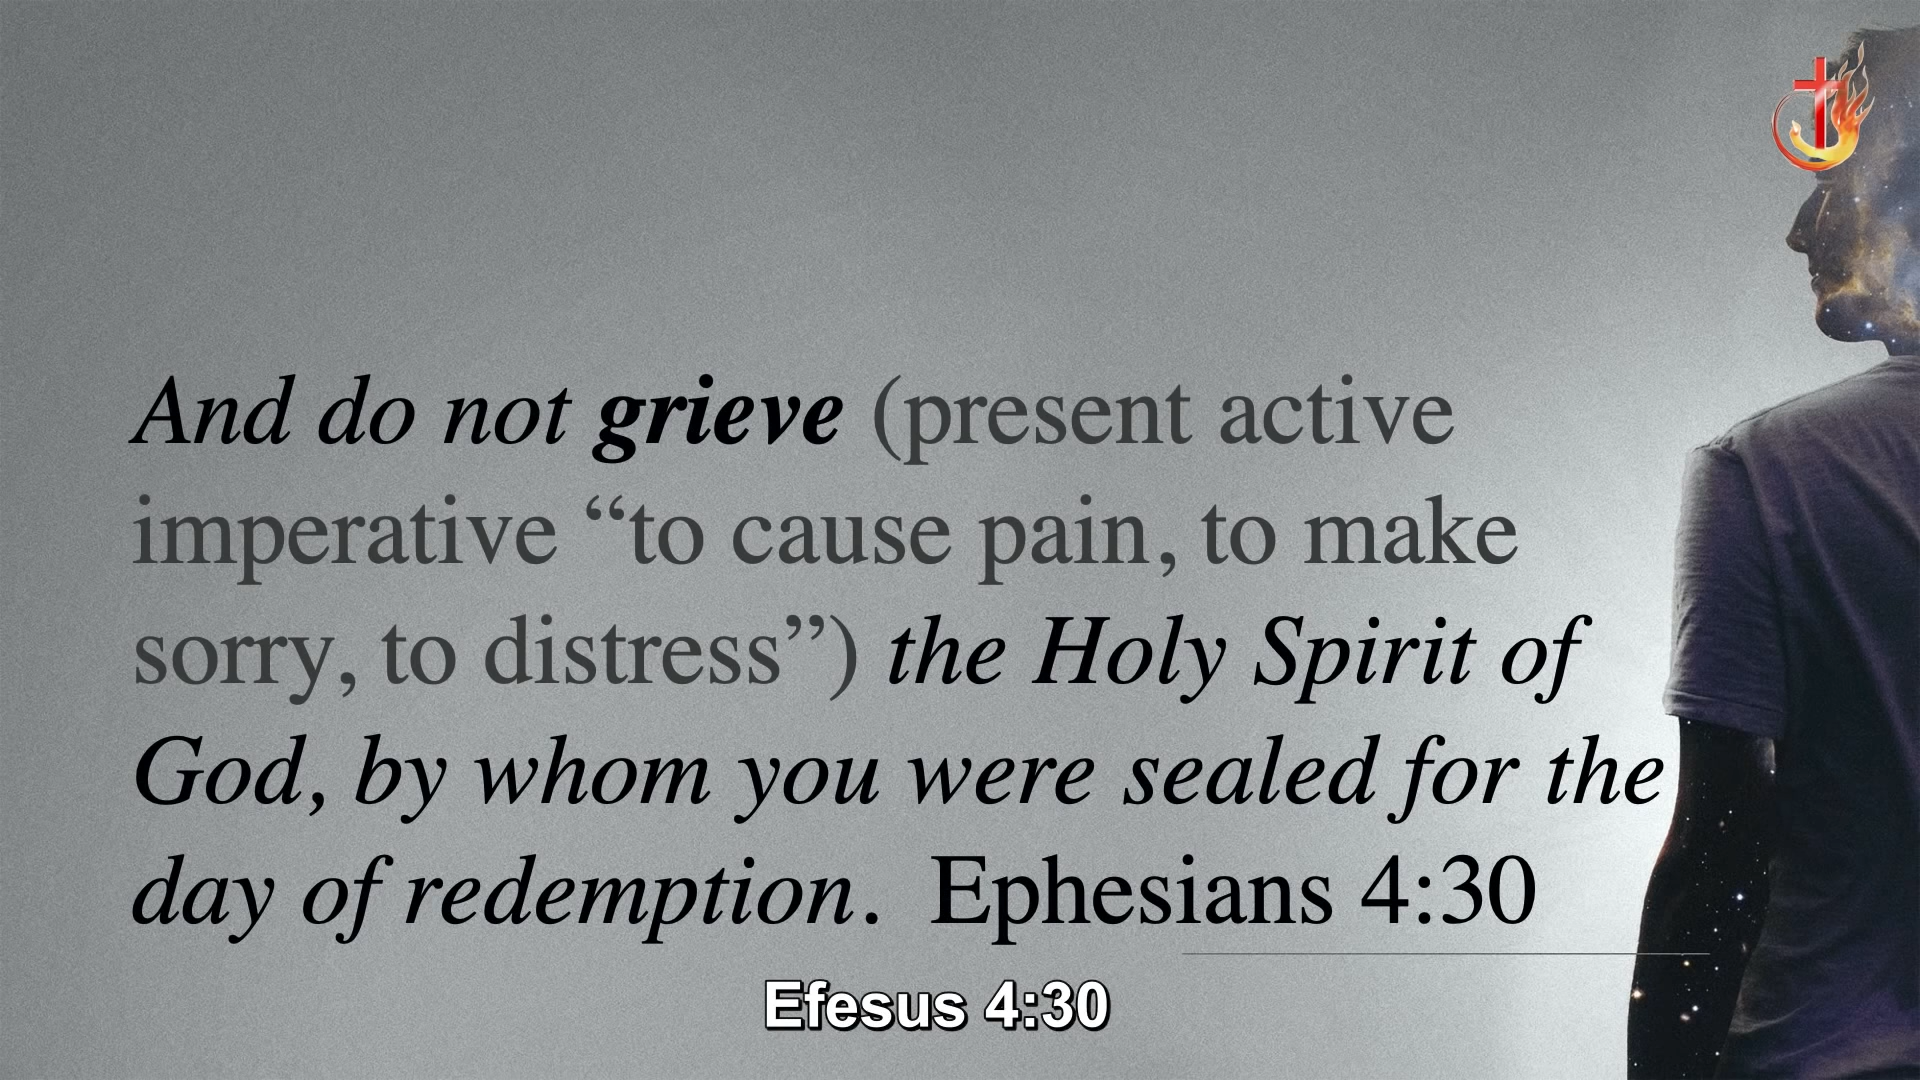 And do not grieve (present active
imperative “to cause pain, to make
sorry, to distress”) the Holy Spirit of
God, by whom you were sealed for the
day of redemption.  Ephesians 4:30
Efesus 4:30